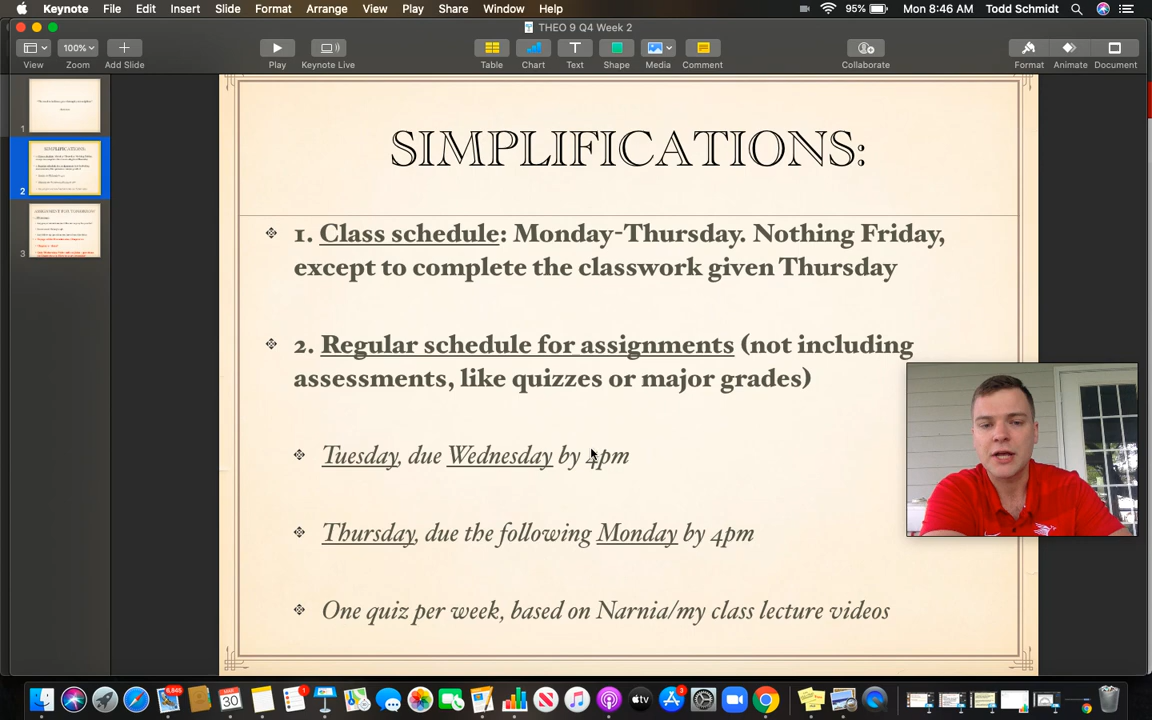 Keynote File Edit Insert Slide Format Arrange View Play Share Window Help 95% Mon 8:46 AM Todd Schmidt
THEO 9 Q4 Week 2
100%
View Zoom Add Slide Play Keynote Live Table Chart Text Shape Media Comment Collaborate Format Animate Document
1
2
3
SIMPLIFICATIONS:
1. Class schedule: Monday-Thursday. Nothing Friday,
except to complete the classwork given Thursday
2. Regular schedule for assignments (not including
assessments, like quizzes or major grades)
Tuesday, due Wednesday by 4pm
Thursday, due the following Monday by 4pm
One quiz per week, based on Narnia/my class lecture videos
30
1
3